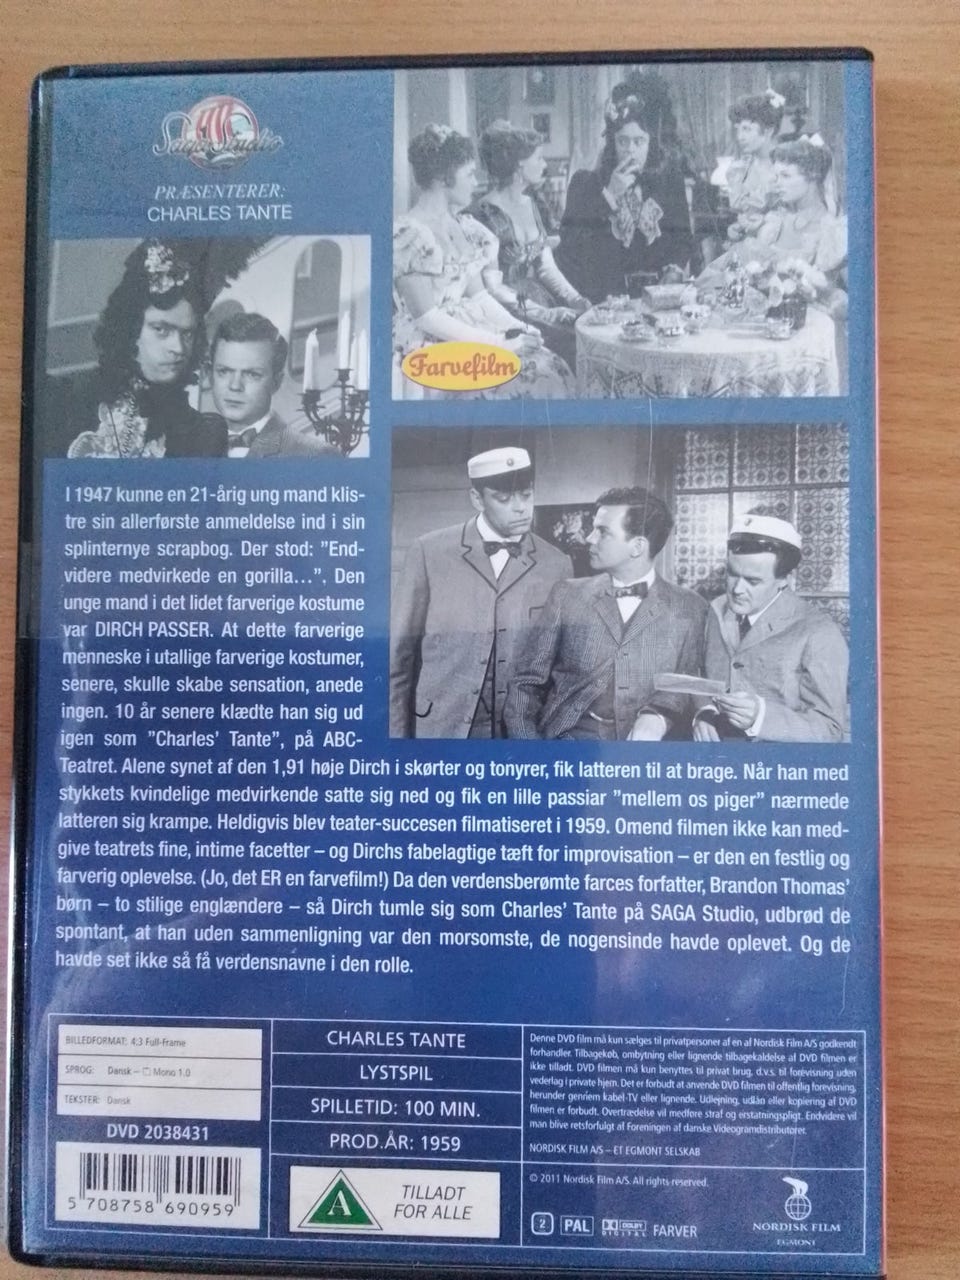 Saga Studio
PRÆSENTERER:
CHARLES TANTE
Farvefilm
I 1947 kunne en 21-årig ung mand klis-
tre sin allerførste anmeldelse ind i sin
splinternye scrapbog. Der stod: ”End-
videre medvirkede en gorilla...”. Den
unge mand i det lidet farverige kostume
var DIRCH PASSER. At dette farverige
menneske i utallige farverige kostumer,
senere, skulle skabe sensation, anede
ingen. 10 år senere klædte han sig ud
igen som ”Charles’ Tante”, på ABC-
Teatret. Alene synet af den 1,91 høje Dirch i skørter og tonyrer, fik latteren til at brage. Når han med
stykkets kvindelige medvirkende satte sig ned og fik en lille passiar ”mellem os piger” nærmede
latteren sig krampe. Heldigvis blev teater-succesen filmatiseret i 1959. Omend filmen ikke kan med-
give teatrets fine, intime facetter – og Dirchs fabelagtige tæft for improvisation – er den en festlig og
farverig oplevelse. (Jo, det ER en farvefilm!) Da den verdensberømte farces forfatter, Brandon Thomas’
børn – to stilige englændere – så Dirch tumle sig som Charles’ Tante på SAGA Studio, udbrød de
spontant, at han uden sammenligning var den morsomste, de nogensinde havde oplevet. Og de
havde set ikke så få verdensnavne i den rolle.
BILLEDFORMAT: 4:3 Full-Frame
SPROG: Dansk – Mono 1.0
TEKSTER: Dansk
DVD 2038431
5 708758 690959
CHARLES TANTE
LYSTSPIL
SPILLETID: 100 MIN.
PROD.ÅR: 1959
A
TILLADT
FOR ALLE
Denne DVD film må kun sælges til privatpersoner af en af Nordisk Film A/S godkendt
forhandler. Tilbagekøb, ombytning eller lignende tilbagekaldelse af DVD filmen er
ikke tilladt. DVD filmen må kun benyttes til privat brug, d.v.s. til forevisning uden
vederlag i private hjem. Det er forbudt at anvende DVD filmen til offentlig forevisning,
herunder gennem kabel-TV eller lignende. Udlejning, udlån eller kopiering af DVD
filmen er forbudt. Overtrædelse vil medføre straf og erstatningspligt. Endvidere vil
man blive retsforfulgt af Foreningen af danske Videogramdistributører.
NORDISK FILM A/S – ET EGMONT SELSKAB
© 2011 Nordisk Film A/S. All rights reserved.
2 PAL DOLBY DIGITAL FARVER
NORDISK FILM
EGMONT